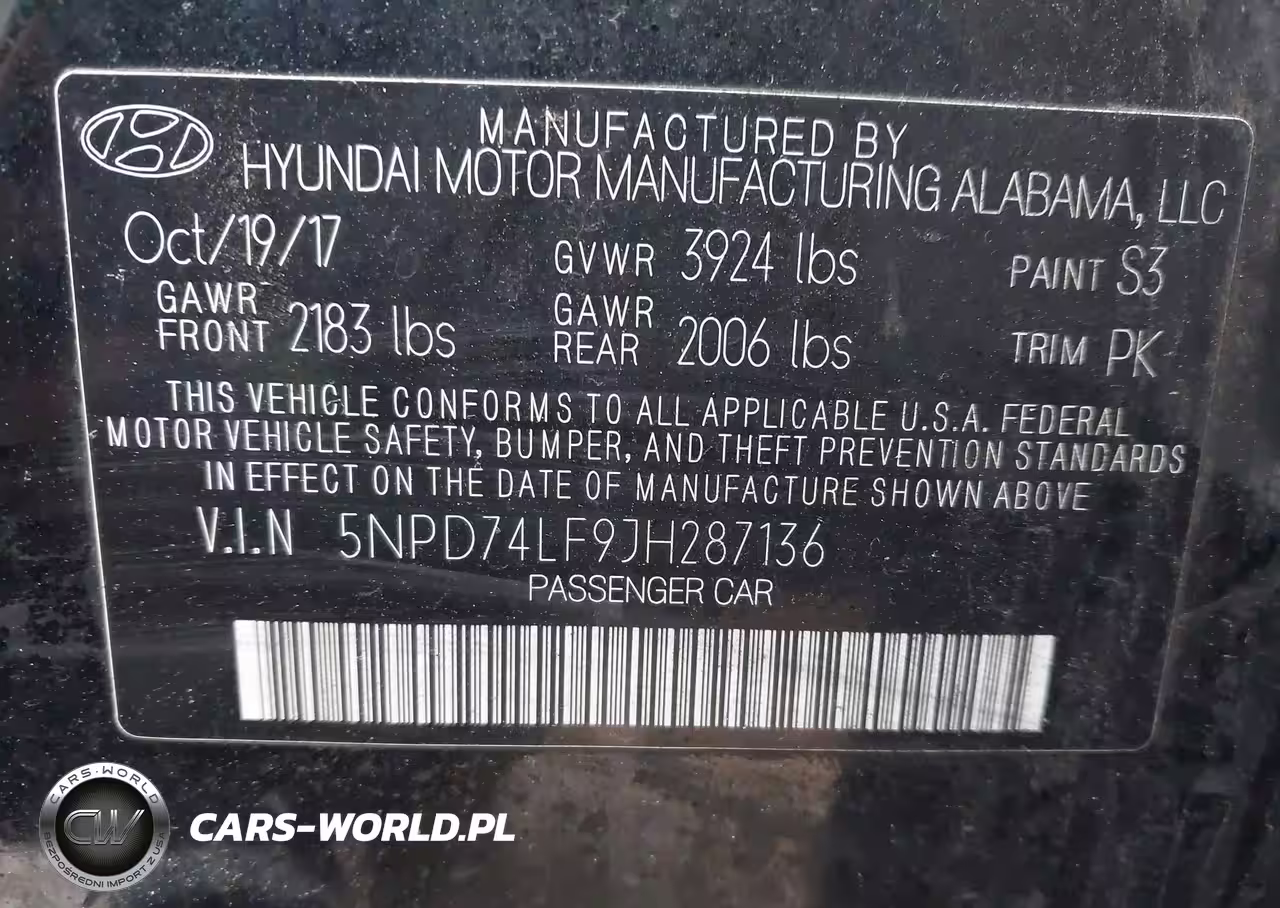 MANUFACTURED BY
HYUNDAI MOTOR MANUFACTURING ALABAMA, LLC
Oct/19/17 GVWR 3924 lbs PAINT S3
GAWR FRONT 2183 lbs GAWR REAR 2006 lbs TRIM PK
THIS VEHICLE CONFORMS TO ALL APPLICABLE U.S.A. FEDERAL
MOTOR VEHICLE SAFETY, BUMPER, AND THEFT PREVENTION STANDARDS
IN EFFECT ON THE DATE OF MANUFACTURE SHOWN ABOVE
V.I.N 5NPD74LF9JH287136
PASSENGER CAR
CARS-WORLD
CW
BEZPOŚREDNI IMPORT Z USA
CARS-WORLD.PL